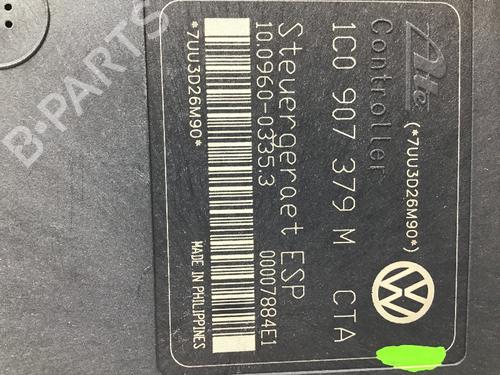 Ate (*7UU3D26M90*)
Controller
1C0 907 379 M CTA
Steuergeraet ESP
10.0960-0335.3 00007884E1
*7UU3D26M90*
MADE IN PHILIPPINES
B-PARTS